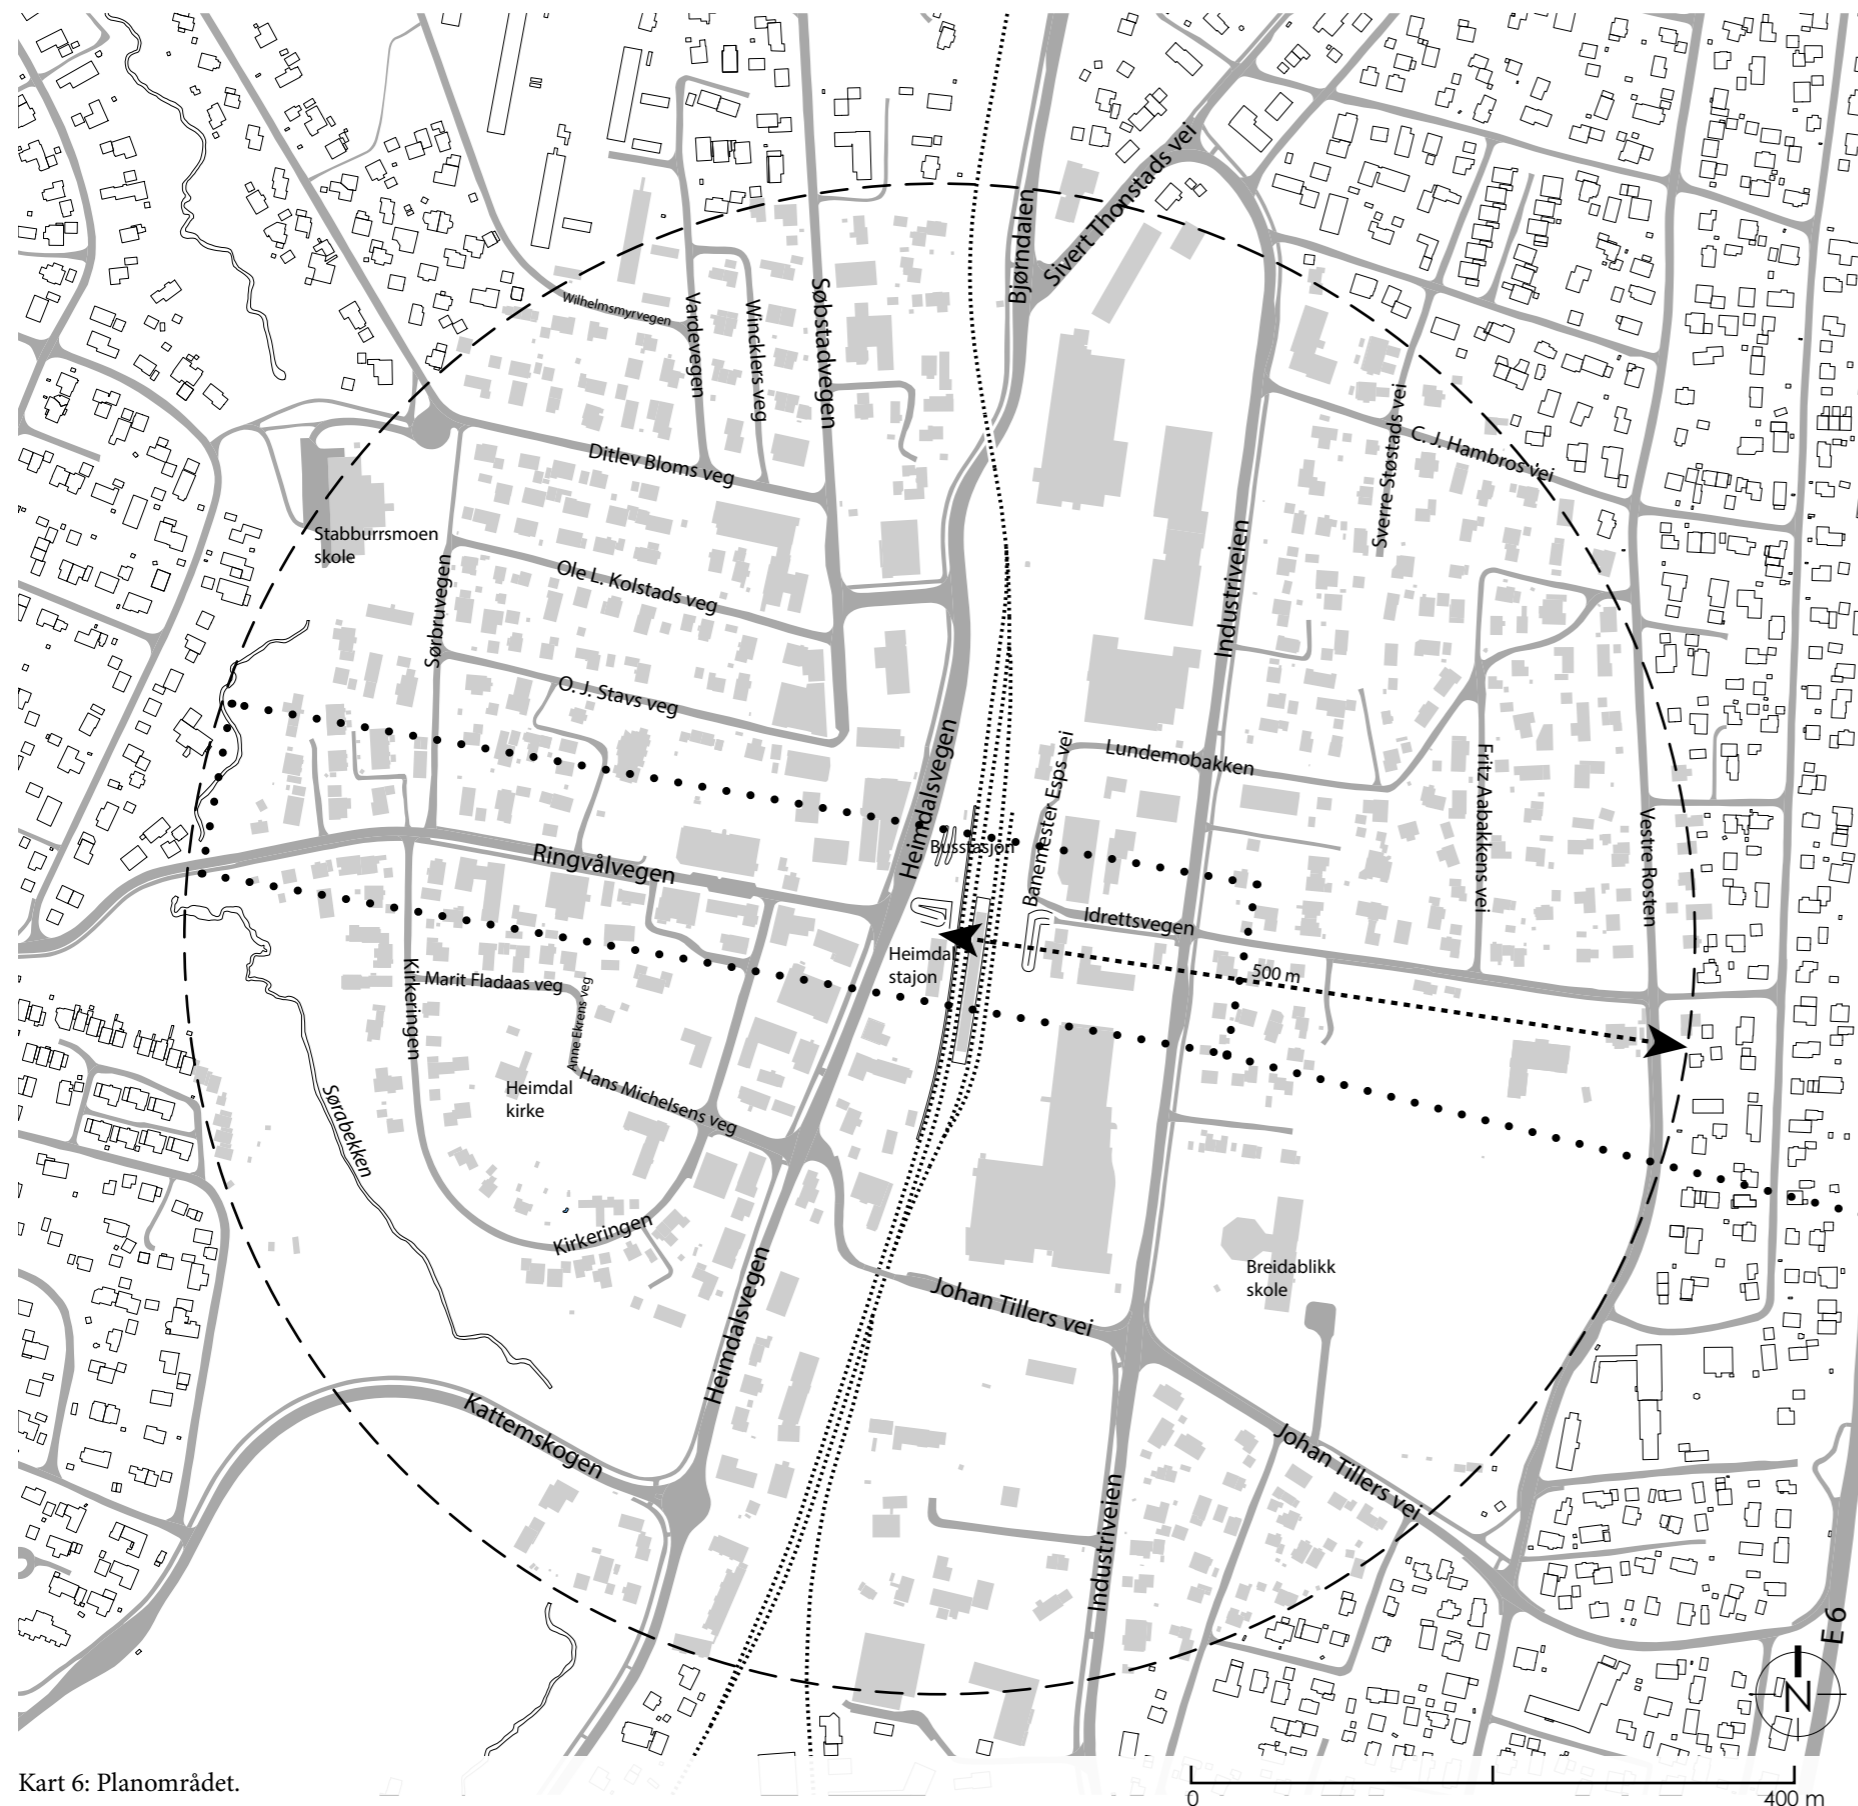 Bjørndalen
Sivert Thonstads vei
Wilhelmsmyrvegen
Vardevegen
Wincklers veg
Søbstadvegen
Ditlev Bloms veg
Sverre Støstads vei
C. J. Hambros vei
Stabburrsmoen
skole
Ole L. Kolstads veg
Sørbruvegen
Industriveien
O. J. Stavs veg
Heimdalsvegen
Banemester Esps vei
Lundemobakken
Fritz Aabakkens vei
Vestre Rosten
Busstasjon
Ringvålvegen
Idrettsvegen
Heimdal
stajon
500 m
Kirkeringen
Marit Fladaas veg
Anne Ekrens veg
Heimdal
kirke
Hans Michelsens veg
Sørabekken
Kirkeringen
Breidablikk
skole
Johan Tillers vei
Heimdalsvegen
Kattemskogen
Johan Tillers vei
Industriveien
E 6
N
Kart 6: Planområdet.
0
400 m